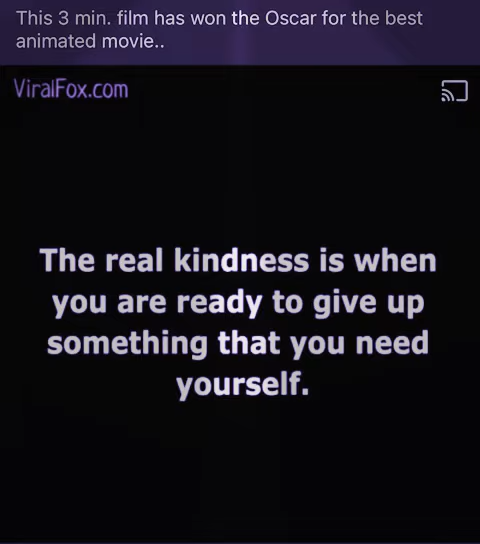 This 3 min. film has won the Oscar for the best
animated movie..
ViralFox.com
The real kindness is when
you are ready to give up
something that you need
yourself.